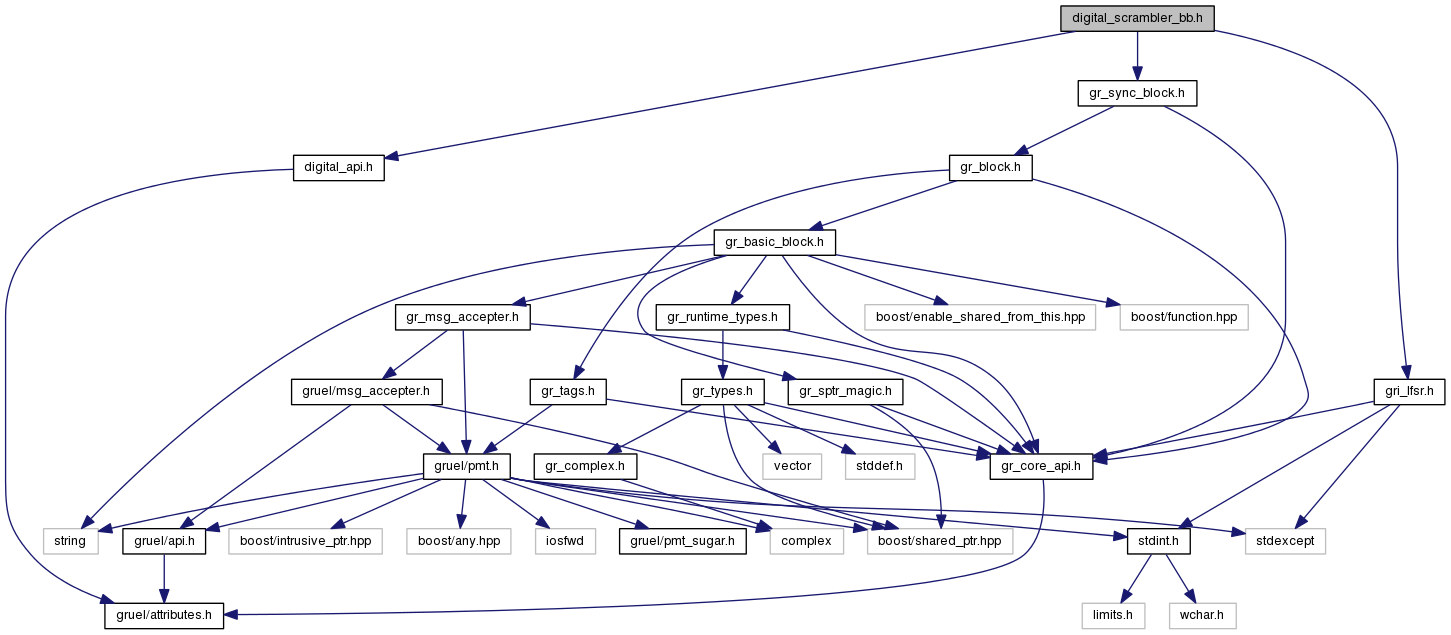 digital_scrambler_bb.h
gr_sync_block.h
digital_api.h
gr_block.h
gr_basic_block.h
gr_msg_accepter.h
gr_runtime_types.h
boost/enable_shared_from_this.hpp
boost/function.hpp
gruel/msg_accepter.h
gr_tags.h
gr_types.h
gr_sptr_magic.h
gri_lfsr.h
gruel/pmt.h
gr_complex.h
vector
stddef.h
gr_core_api.h
string
gruel/api.h
boost/intrusive_ptr.hpp
boost/any.hpp
iosfwd
gruel/pmt_sugar.h
complex
boost/shared_ptr.hpp
stdint.h
stdexcept
gruel/attributes.h
limits.h
wchar.h